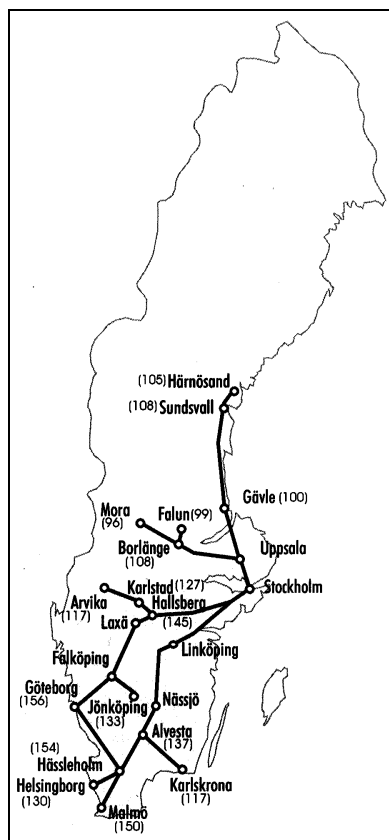 (105) Härnösand
(108) Sundsvall
Gävle (100)
Mora
(96)
Falun (99)
Borlänge
(108)
Uppsala
Stockholm
Karlstad (127)
Hallsberg
(145)
Arvika
(117)
Laxå
Linköping
Falköping
Göteborg
(156)
Jönköping
(133)
Nässjö
Alvesta
(137)
(154)
Hässleholm
Helsingborg
(130)
Karlskrona
(117)
Malmö
(150)